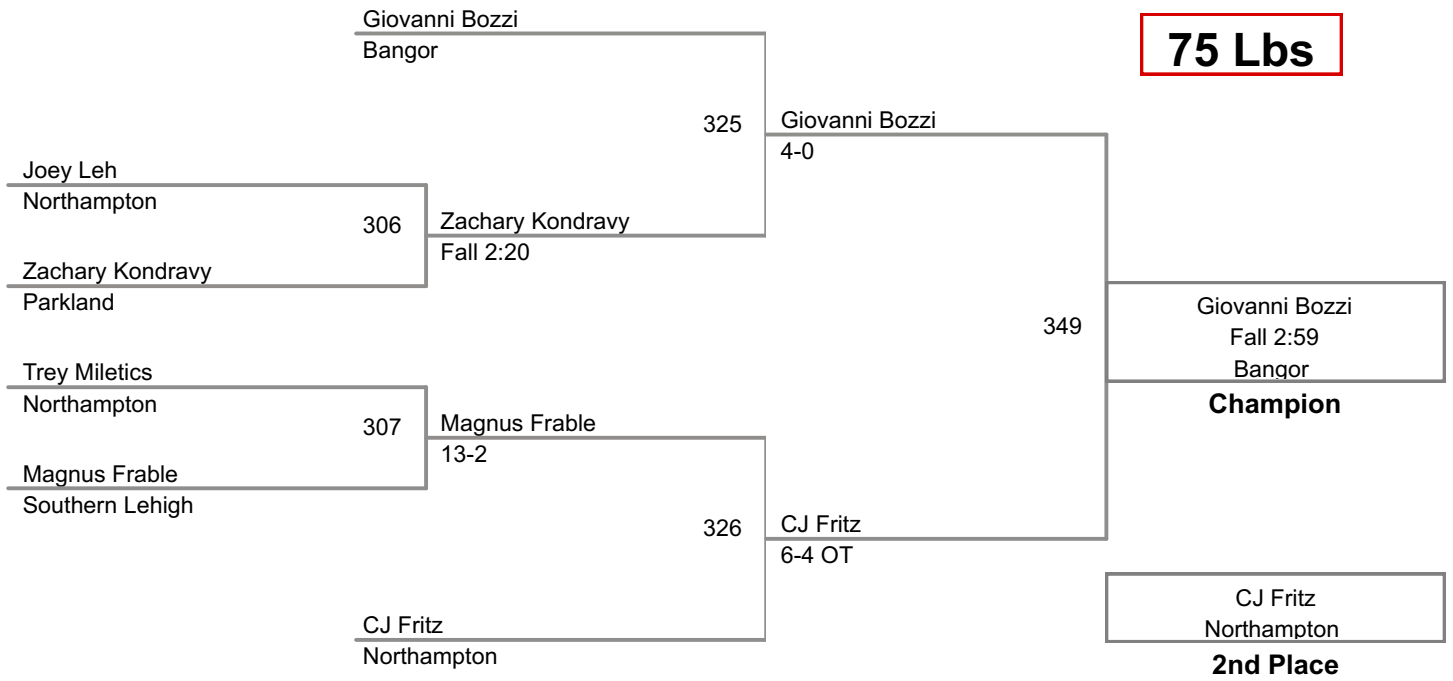 Giovanni Bozzi
Bangor
75 Lbs
325
Giovanni Bozzi
4-0
Joey Leh
Northampton
306
Zachary Kondravy
Fall 2:20
Zachary Kondravy
Parkland
349
Giovanni Bozzi
Fall 2:59
Bangor
Champion
Trey Miletics
Northampton
307
Magnus Frable
13-2
Magnus Frable
Southern Lehigh
326
CJ Fritz
6-4 OT
CJ Fritz
Northampton
CJ Fritz
Northampton
2nd Place